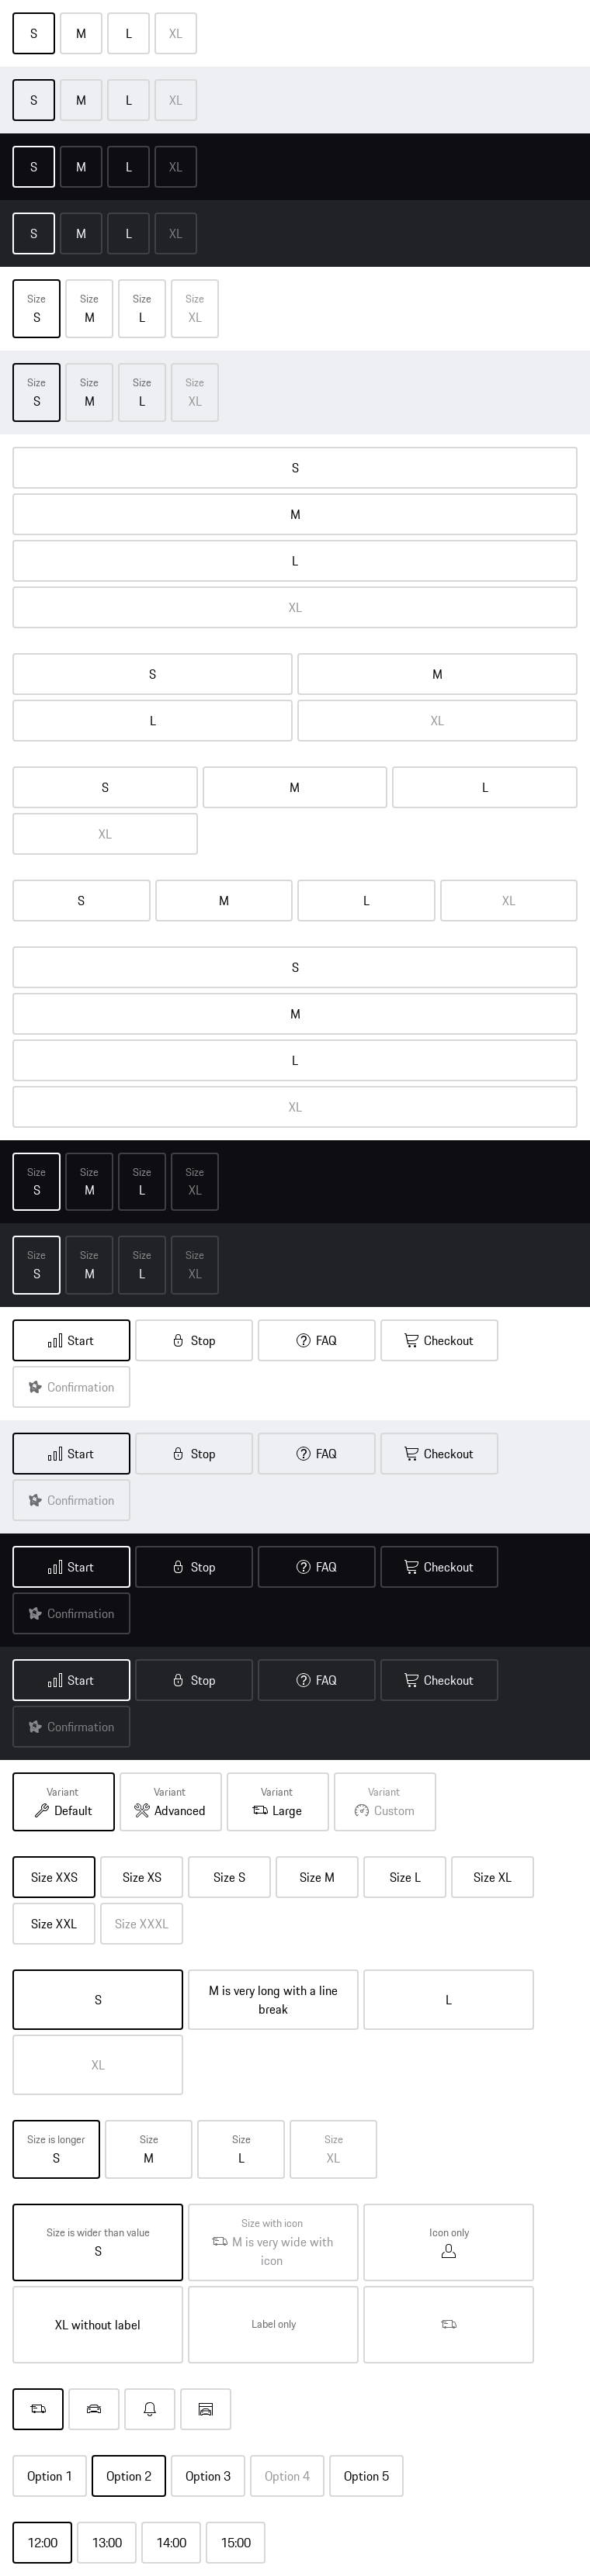 S M L XL
S M L XL
S M L XL
S M L XL
Size Size Size Size
S M L XL
Size Size Size Size
S M L XL
S
M
L
XL
S M
L XL
S M L
XL
S M L XL
S
M
L
XL
Size Size Size Size
S M L XL
Size Size Size Size
S M L XL
Start Stop FAQ Checkout
Confirmation
Start Stop FAQ Checkout
Confirmation
Start Stop FAQ Checkout
Confirmation
Start Stop FAQ Checkout
Confirmation
Variant Variant Variant Variant
Default Advanced Large Custom
Size XXS Size XS Size S Size M Size L Size XL
Size XXL Size XXXL
S M is very long with a line break L
XL
Size is longer Size Size Size
S M L XL
Size is wider than value
S
Size with icon
M is very wide with
icon
Icon only
XL without label Label only
Option 1 Option 2 Option 3 Option 4 Option 5
12:00 13:00 14:00 15:00